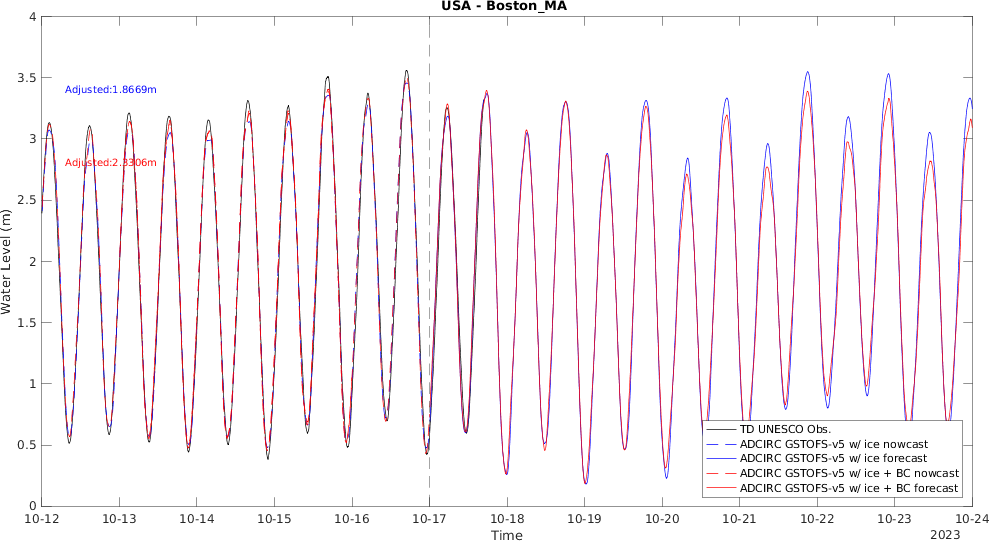 USA - Boston_MA
4
3.5
3
2.5
2
1.5
1
0.5
0
Water Level (m)
Adjusted:1.8669m
Adjusted:2.3306m
TD UNESCO Obs.
ADCIRC GSTOFS-v5 w/ ice nowcast
ADCIRC GSTOFS-v5 w/ ice forecast
ADCIRC GSTOFS-v5 w/ ice + BC nowcast
ADCIRC GSTOFS-v5 w/ ice + BC forecast
10-12 10-13 10-14 10-15 10-16 10-17 10-18 10-19 10-20 10-21 10-22 10-23 10-24
Time
2023